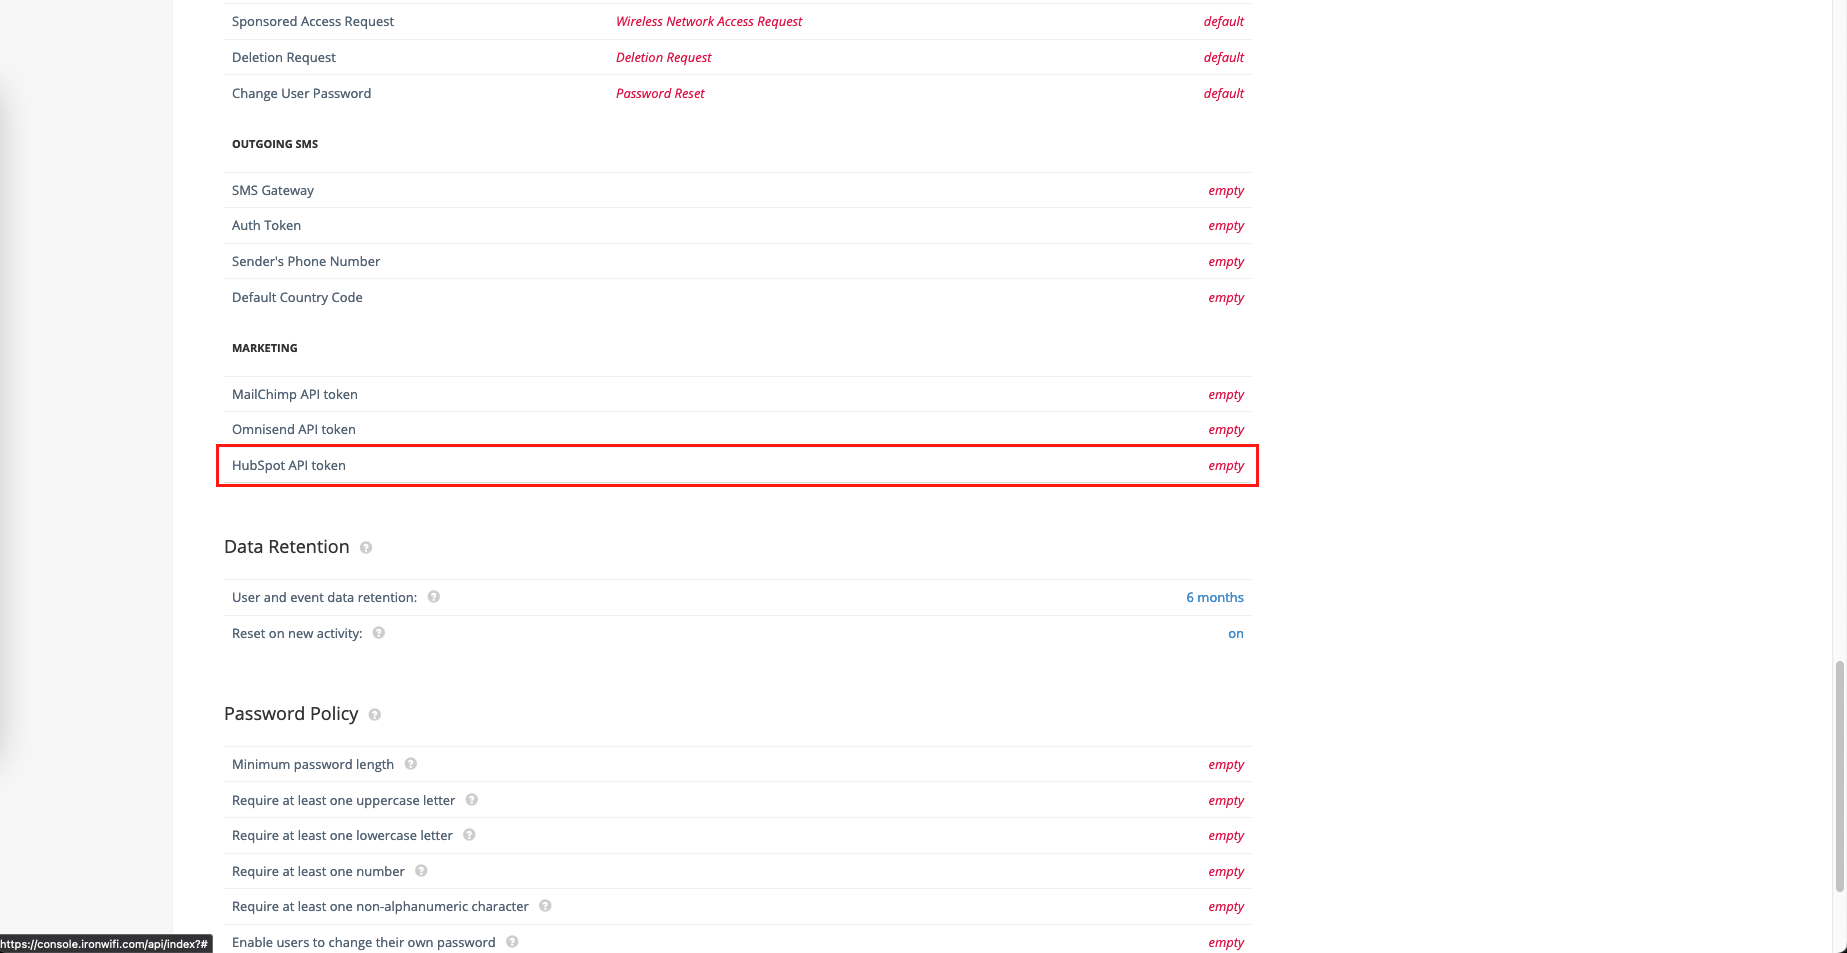 Sponsored Access Request Wireless Network Access Request default
Deletion Request Deletion Request default
Change User Password Password Reset default
OUTGOING SMS
SMS Gateway empty
Auth Token empty
Sender's Phone Number empty
Default Country Code empty
MARKETING
MailChimp API token empty
Omnisend API token empty
HubSpot API token empty
Data Retention ?
User and event data retention: ? 6 months
Reset on new activity: ? on
Password Policy ?
Minimum password length ? empty
Require at least one uppercase letter ? empty
Require at least one lowercase letter ? empty
Require at least one number ? empty
Require at least one non-alphanumeric character ? empty
Enable users to change their own password ? empty
https://console.ironwifi.com/api/index?#